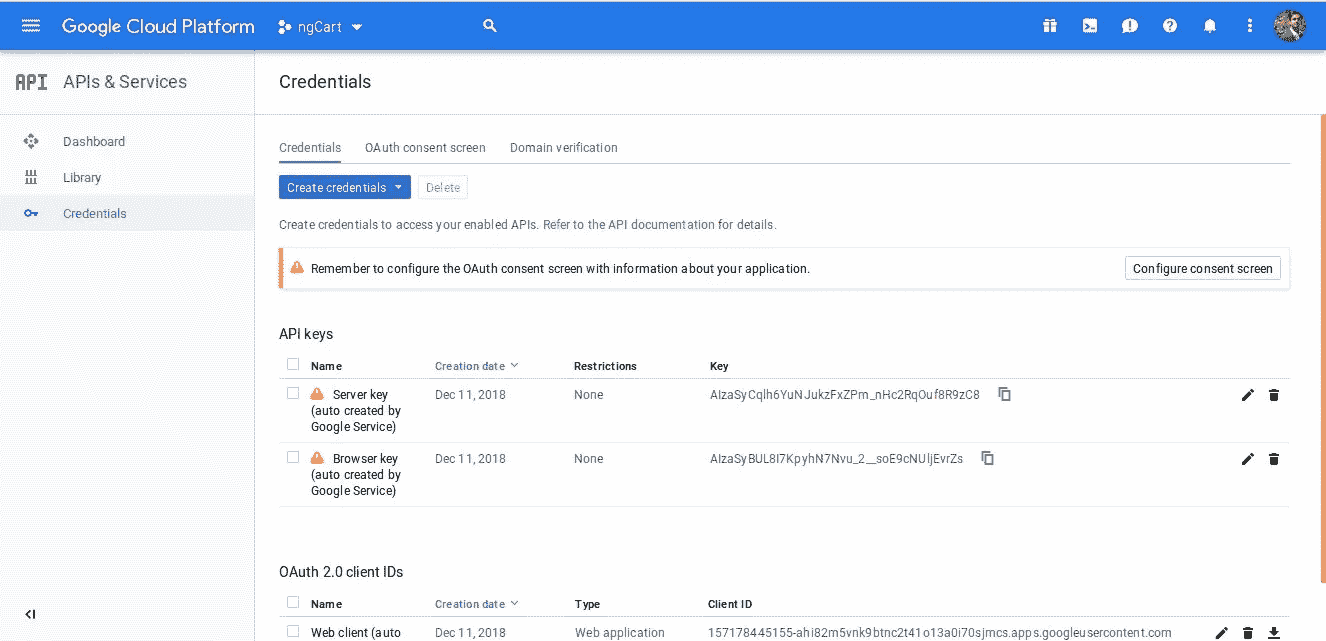 Google Cloud Platform ngCart
API APIs & Services Credentials
Dashboard
Library
Credentials
Credentials OAuth consent screen Domain verification
Create credentials Delete
Create credentials to access your enabled APIs. Refer to the API documentation for details.
Remember to configure the OAuth consent screen with information about your application. Configure consent screen
API keys
Name Creation date Restrictions Key
Server key Dec 11, 2018 None AIzaSyCqlh6YuNJukzFxZPm_nHc2RqOuf8R9zC8
(auto created by
Google Service)
Browser key Dec 11, 2018 None AIzaSyBUL8I7KpyhN7Nvu_2__soE9cNUljEvrZs
(auto created by
Google Service)
OAuth 2.0 client IDs
Name Creation date Type Client ID
Web client (auto Dec 11, 2018 Web application 157178445155-ahi82m5vnk9btnc2t41o13a0i70sjmcs.apps.googleusercontent.com